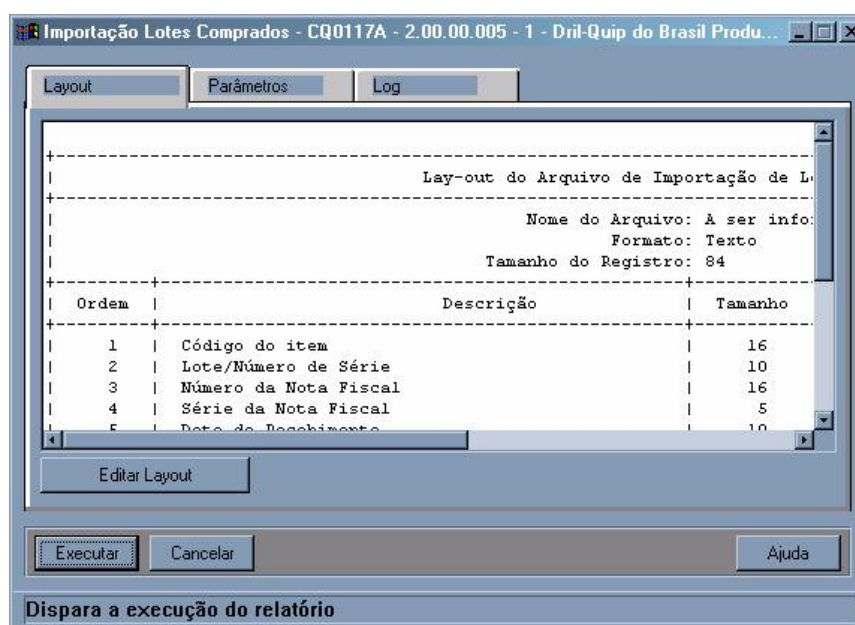 Importação Lotes Comprados - CQ0117A - 2.00.00.005 - 1 - Dril-Quip do Brasil Produ...
Layout Parâmetros Log
Lay-out do Arquivo de Importação de L
Nome do Arquivo: A ser info
Formato: Texto
Tamanho do Registro: 84
Ordem | Descrição | Tamanho
1 | Código do item | 16
2 | Lote/Número de Série | 10
3 | Número da Nota Fiscal | 16
4 | Série da Nota Fiscal | 5
Editar Layout
Executar Cancelar Ajuda
Dispara a execução do relatório